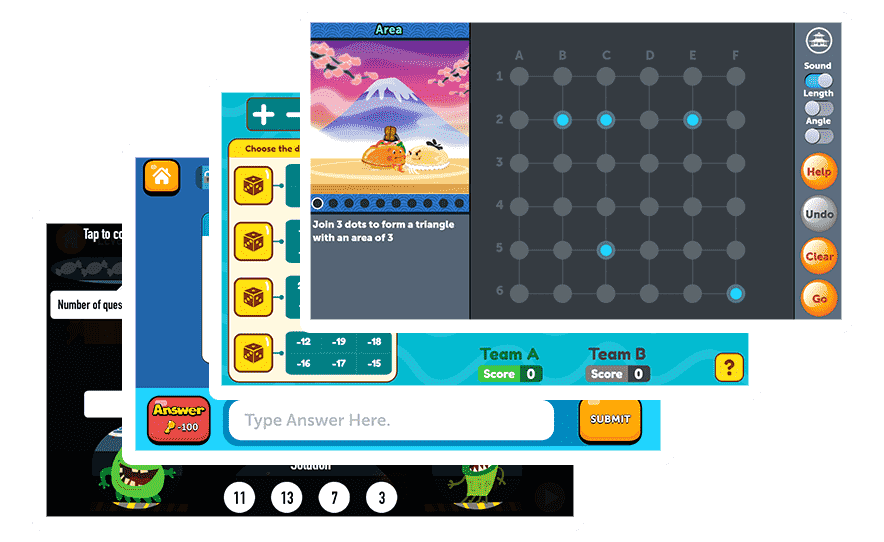 Area
A B C D E F
1
2
3
4
5
6
Join 3 dots to form a triangle
with an area of 3
Sound
Length
Angle
Help
Undo
Clear
Go
+ −
Choose the d
-12 -19 -18
-16 -17 -15
Team A
Score 0
Team B
Score 0
?
Answer
-100
Type Answer Here.
SUBMIT
Tap to co
Number of ques
Solution
11 13 7 3